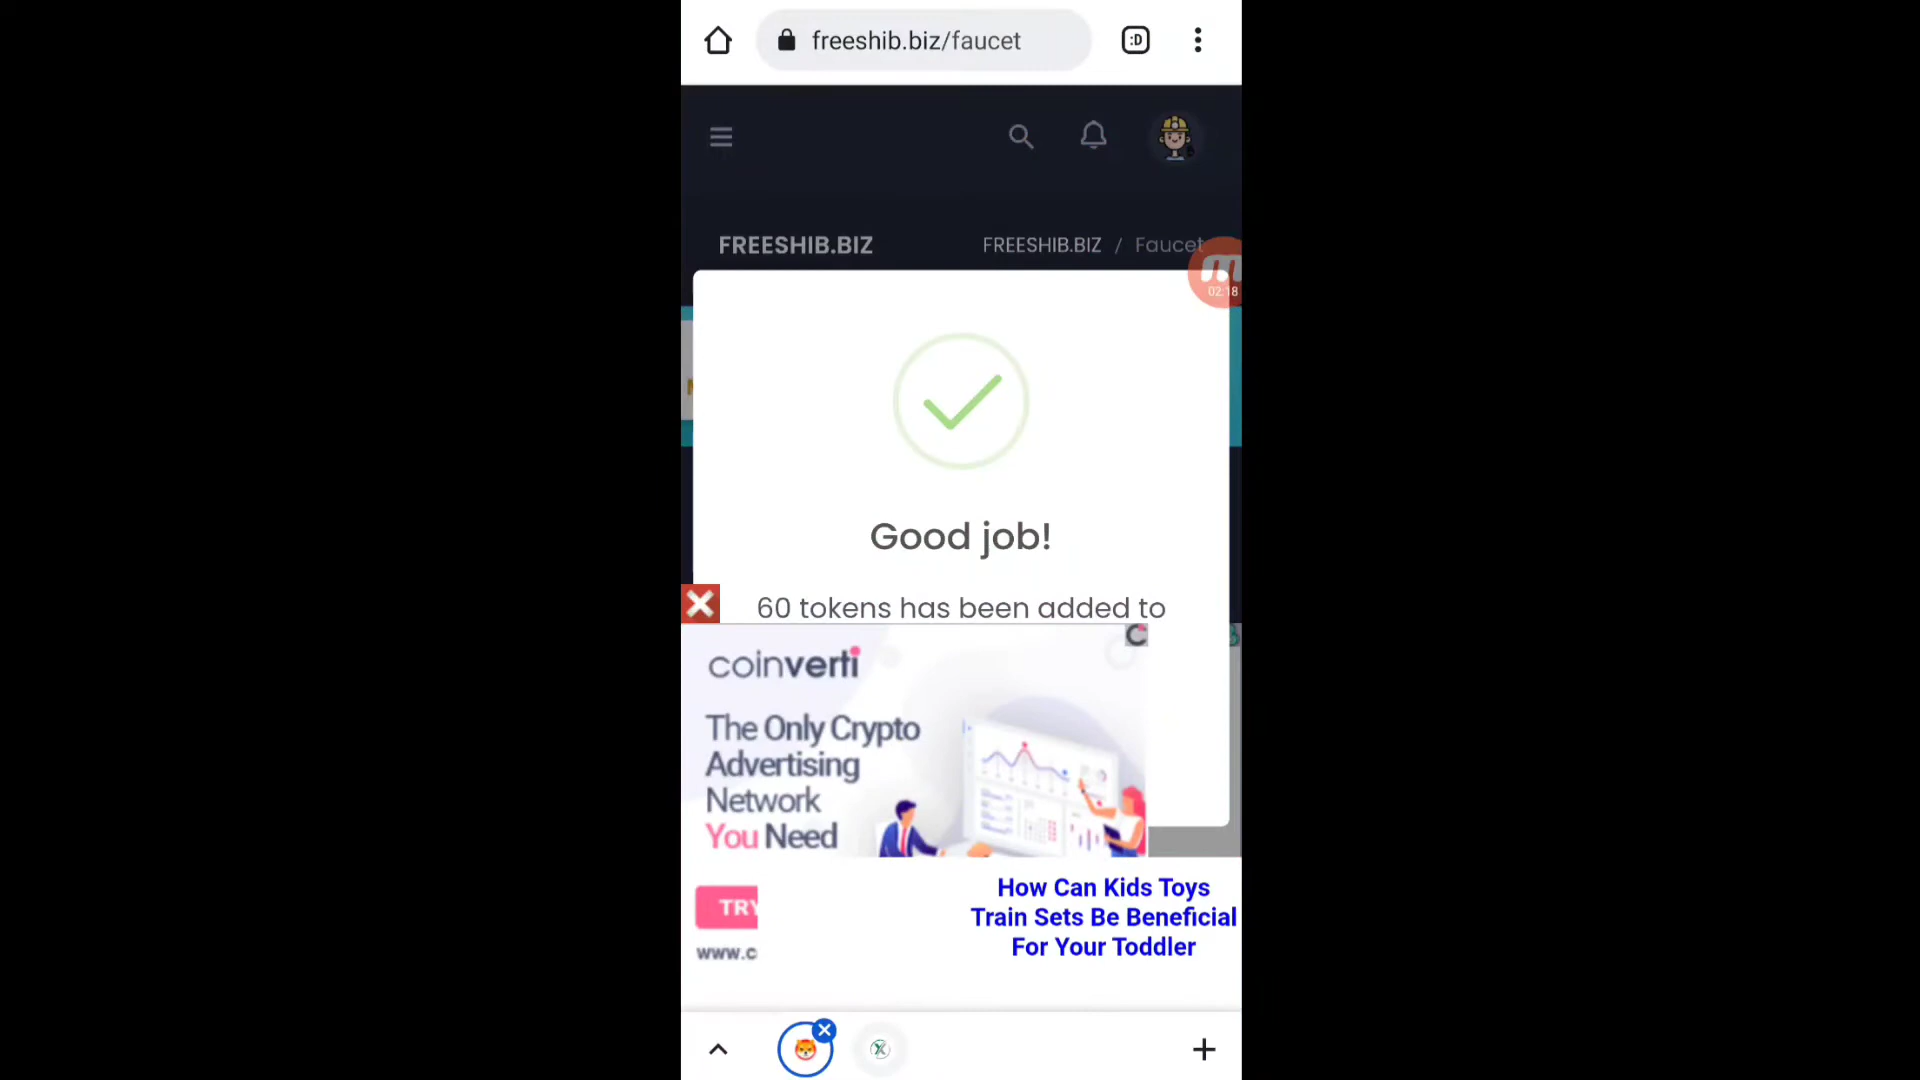 freeshib.biz/faucet
:D
FREESHIB.BIZ
FREESHIB.BIZ / Faucet
02:18
Good job!
60 tokens has been added to
coinverti
The Only Crypto
Advertising
Network
You Need
TRY
www.c
How Can Kids Toys
Train Sets Be Beneficial
For Your Toddler